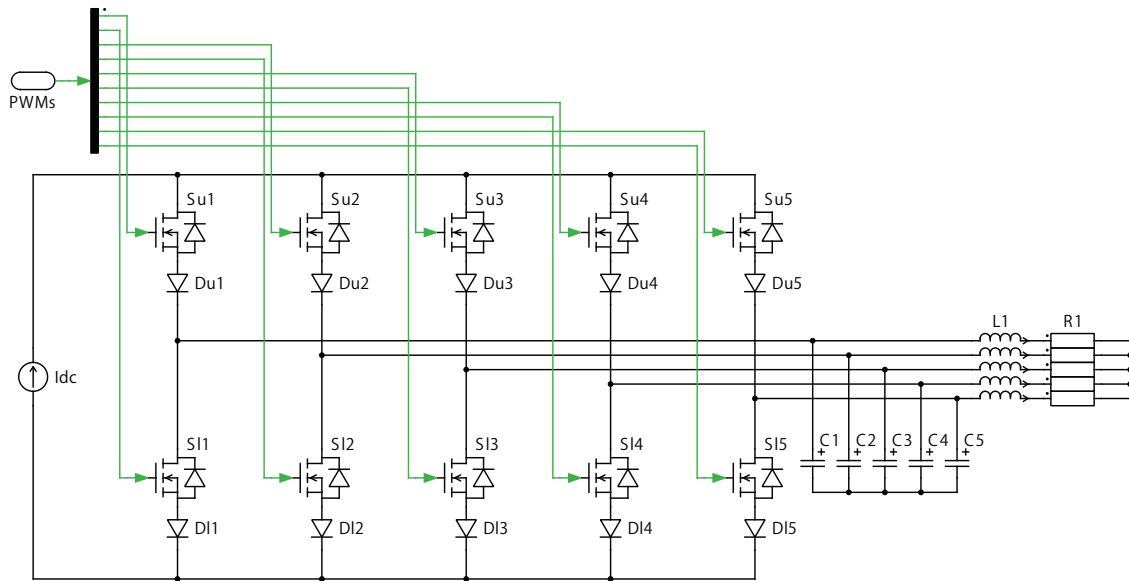 PWMs
Su1 Su2 Su3 Su4 Su5
Du1 Du2 Du3 Du4 Du5
L1 R1
Idc
C1 C2 C3 C4 C5
Sl1 Sl2 Sl3 Sl4 Sl5
Dl1 Dl2 Dl3 Dl4 Dl5